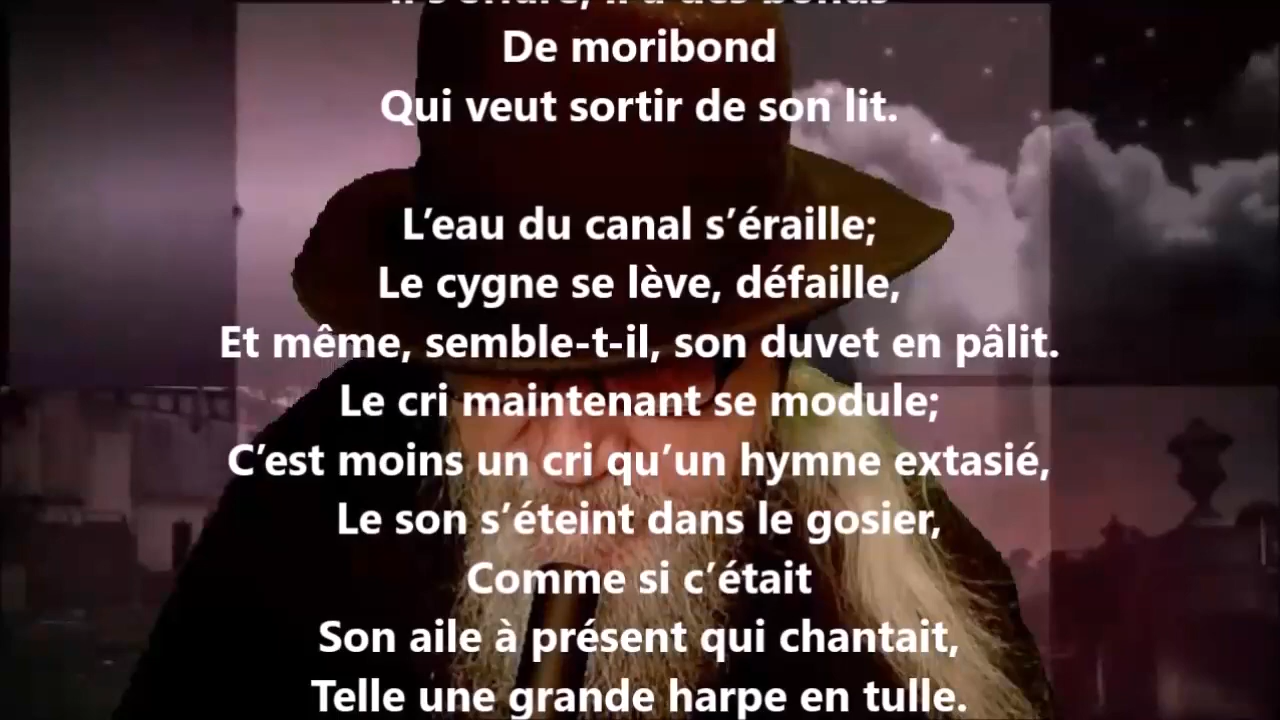 De moribond
Qui veut sortir de son lit.
L’eau du canal s’éraille;
Le cygne se lève, défaille,
Et même, semble-t-il, son duvet en pâlit.
Le cri maintenant se module;
C’est moins un cri qu’un hymne extasié,
Le son s’éteint dans le gosier,
Comme si c’était
Son aile à présent qui chantait,
Telle une grande harpe en tulle.